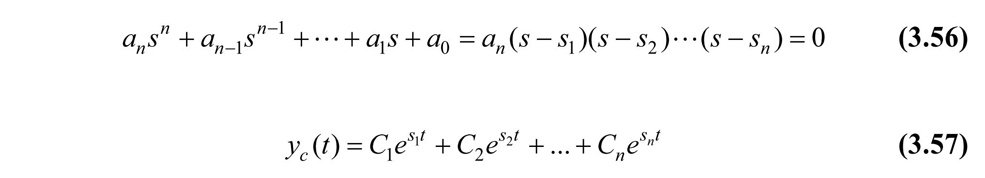 aₙsⁿ + aₙ₋₁sⁿ⁻¹ + ⋯ + a₁s + a₀ = aₙ(s − s₁)(s − s₂)⋯(s − sₙ) = 0 (3.56)
y_c(t) = C₁e^{s₁t} + C₂e^{s₂t} + ... + Cₙe^{sₙt} (3.57)